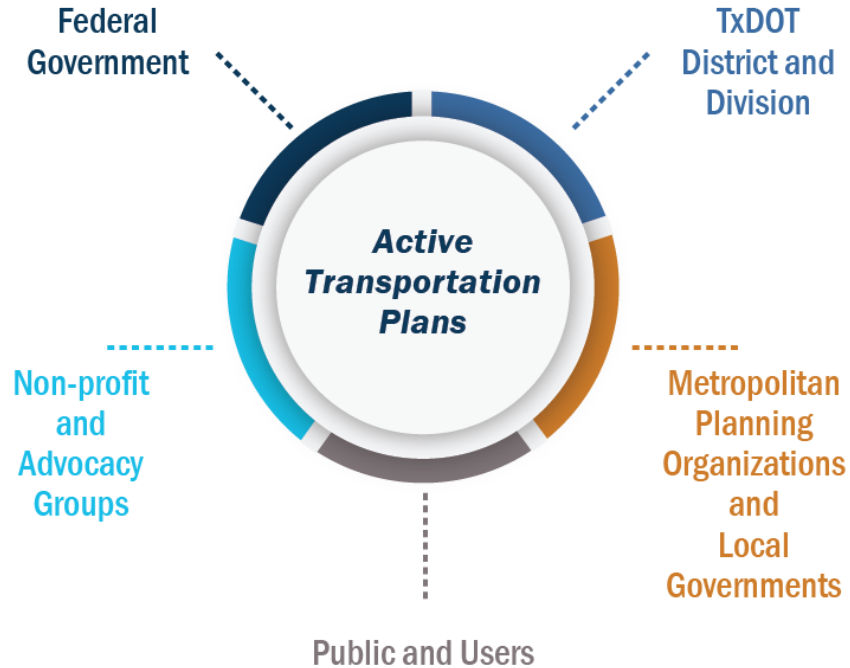 Federal
Government
TxDOT
District and
Division
Active
Transportation
Plans
Non-profit
and
Advocacy
Groups
Metropolitan
Planning
Organizations
and
Local
Governments
Public and Users